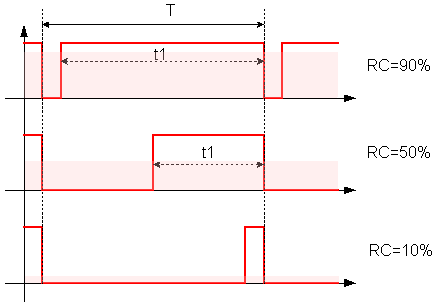 T
t1
RC=90%
t1
RC=50%
RC=10%